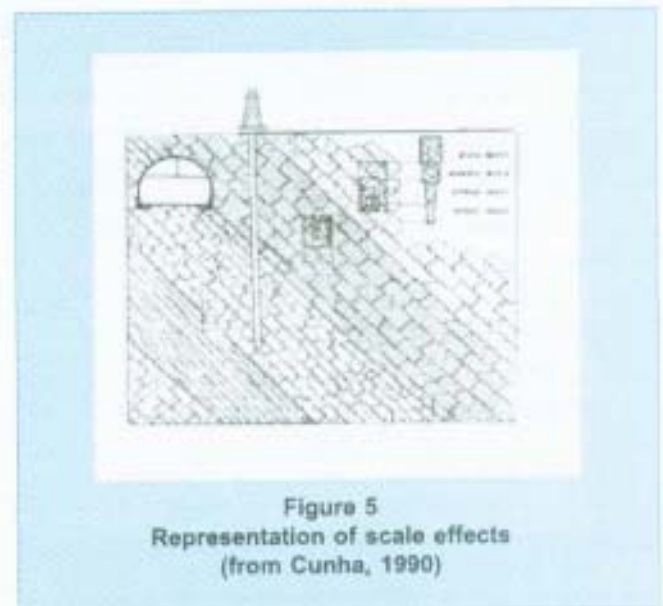 Figure 5
Representation of scale effects
(from Cunha, 1990)